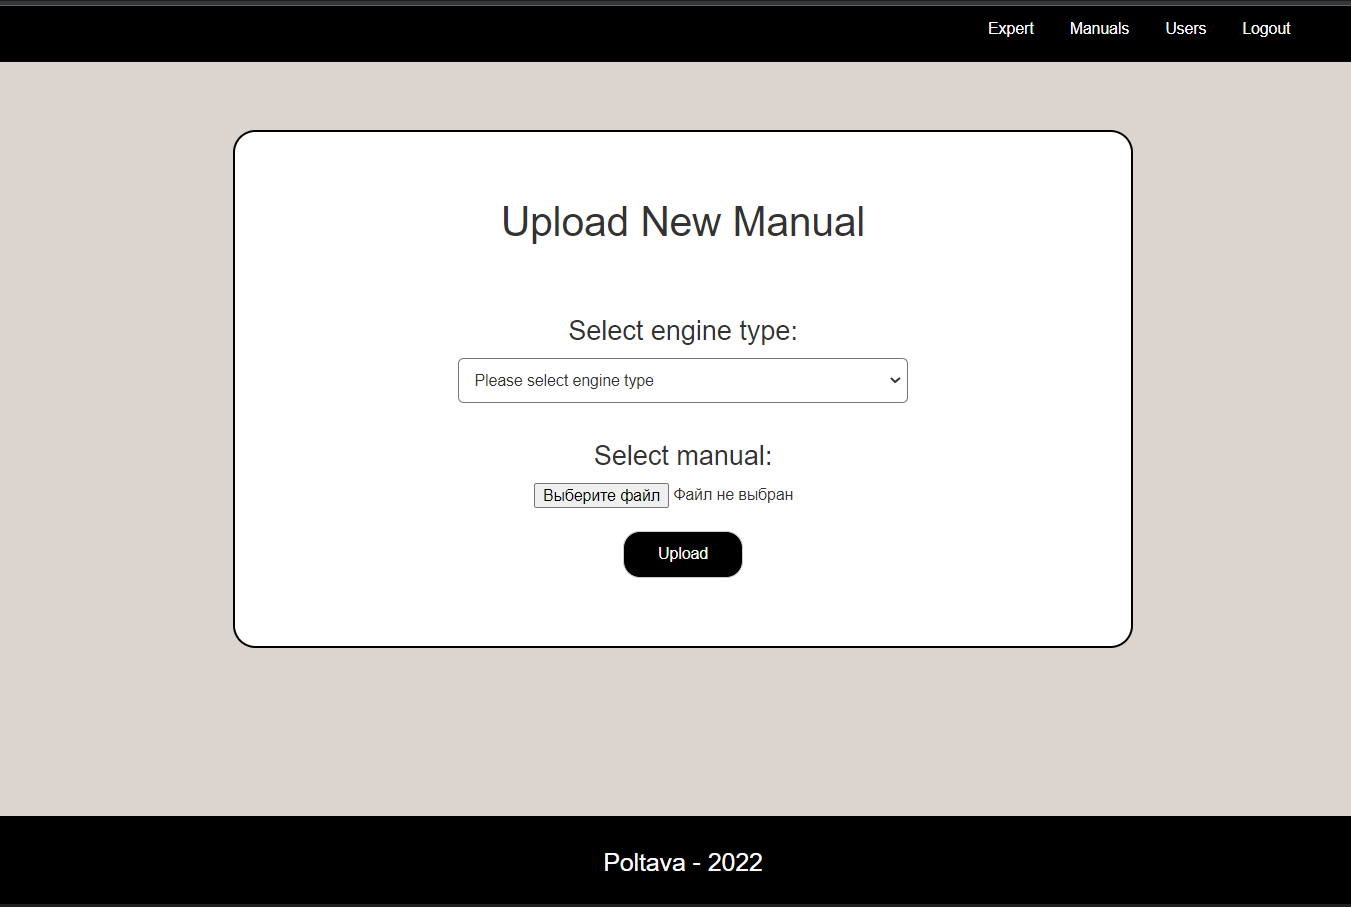 Expert Manuals Users Logout
Upload New Manual
Select engine type:
Please select engine type
Select manual:
Выберите файл Файл не выбран
Upload
Poltava - 2022